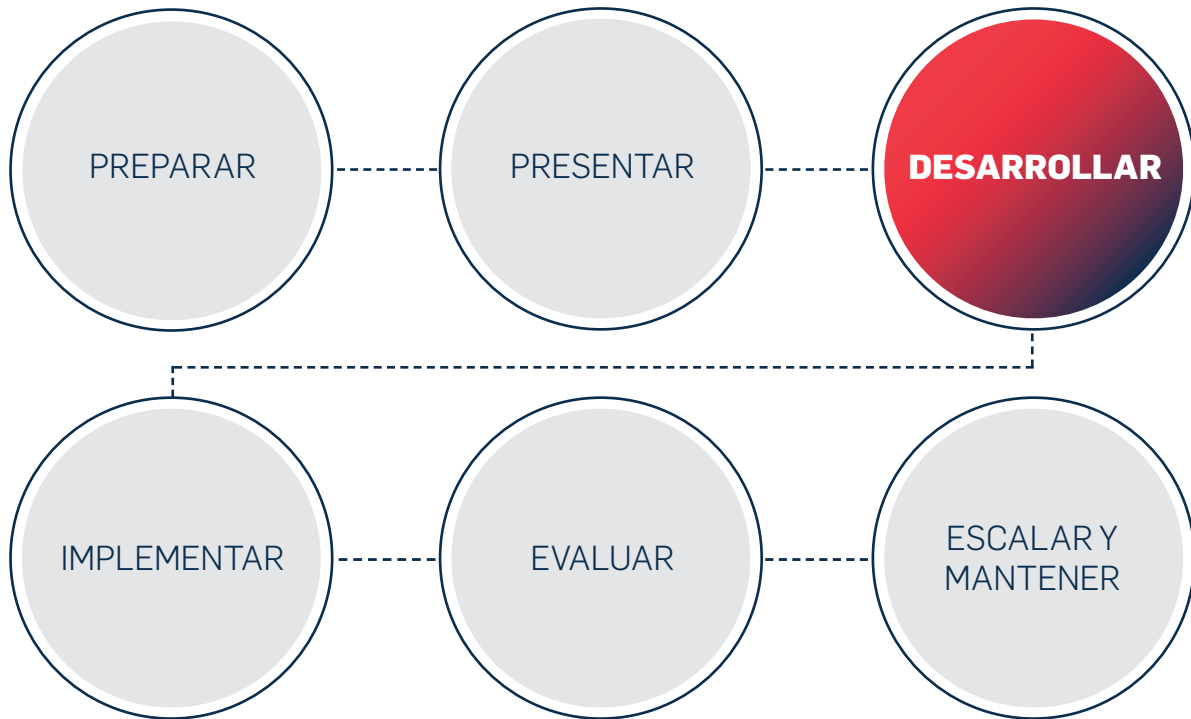 PREPARAR
PRESENTAR
DESARROLLAR
IMPLEMENTAR
EVALUAR
ESCALAR Y
MANTENER